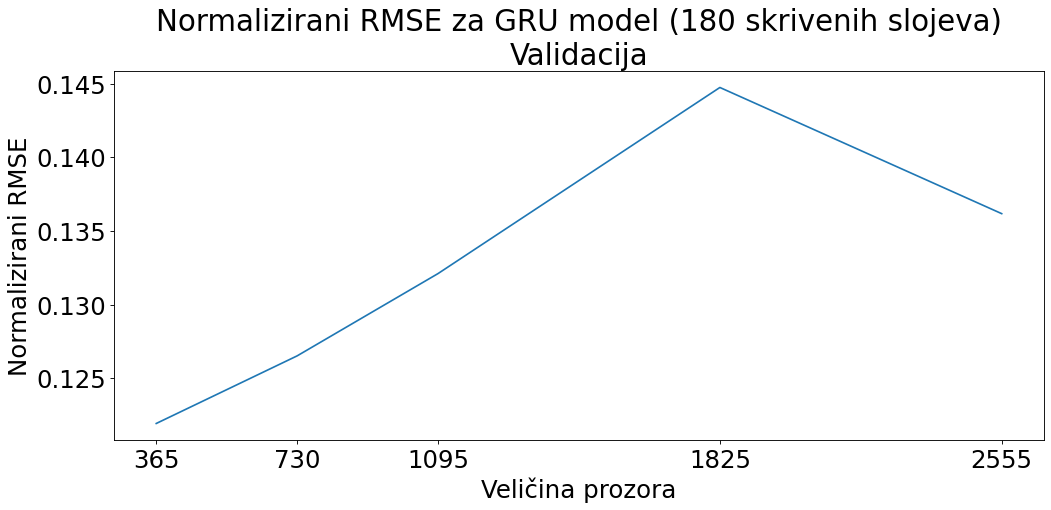 Normalizirani RMSE za GRU model (180 skrivenih slojeva)
Validacija
Normalizirani RMSE
0.145
0.140
0.135
0.130
0.125
365 730 1095 1825 2555
Veličina prozora